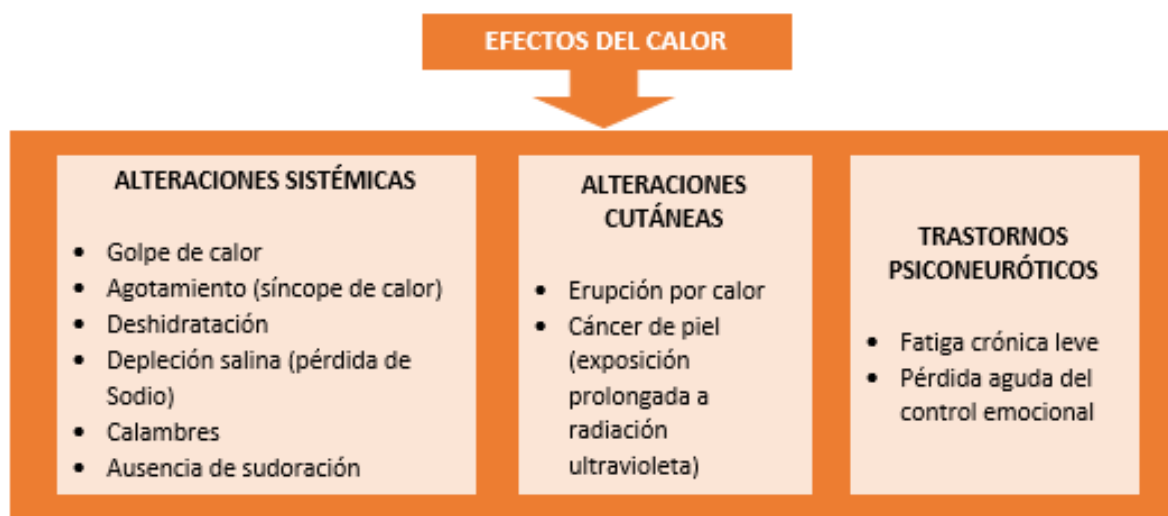 EFECTOS DEL CALOR
ALTERACIONES SISTÉMICAS
• Golpe de calor
• Agotamiento (síncope de calor)
• Deshidratación
• Depleción salina (pérdida de
Sodio)
• Calambres
• Ausencia de sudoración
ALTERACIONES
CUTÁNEAS
• Erupción por calor
• Cáncer de piel
(exposición
prolongada a
radiación
ultravioleta)
TRASTORNOS
PSICONEURÓTICOS
• Fatiga crónica leve
• Pérdida aguda del
control emocional